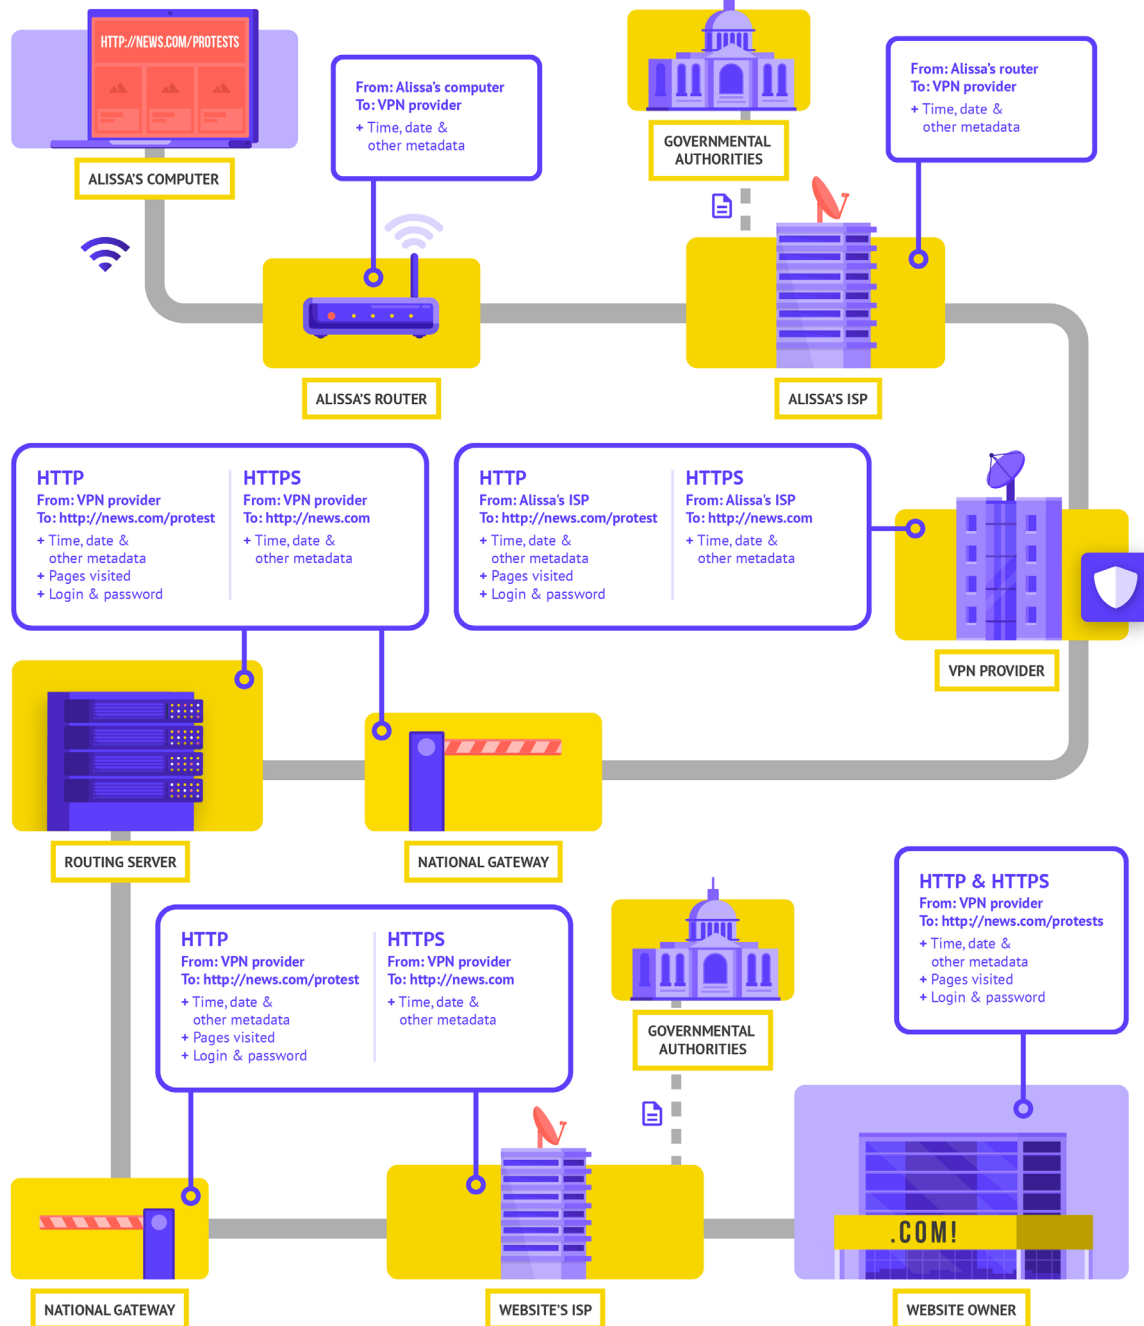 HTTP://NEWS.COM/PROTESTS
ALISSA'S COMPUTER
From: Alissa's computer
To: VPN provider
+ Time, date &
other metadata
GOVERNMENTAL
AUTHORITIES
From: Alissa's router
To: VPN provider
+ Time, date &
other metadata
ALISSA'S ROUTER
ALISSA'S ISP
HTTP
From: VPN provider
To: http://news.com/protest
+ Time, date &
other metadata
+ Pages visited
+ Login & password
HTTPS
From: VPN provider
To: http://news.com
+ Time, date &
other metadata
HTTP
From: Alissa's ISP
To: http://news.com/protest
+ Time, date &
other metadata
+ Pages visited
+ Login & password
HTTPS
From: Alissa's ISP
To: http://news.com
+ Time, date &
other metadata
VPN PROVIDER
ROUTING SERVER
NATIONAL GATEWAY
HTTP
From: VPN provider
To: http://news.com/protest
+ Time, date &
other metadata
+ Pages visited
+ Login & password
HTTPS
From: VPN provider
To: http://news.com
+ Time, date &
other metadata
GOVERNMENTAL
AUTHORITIES
HTTP & HTTPS
From: VPN provider
To: http://news.com/protests
+ Time, date &
other metadata
+ Pages visited
+ Login & password
.COM!
NATIONAL GATEWAY
WEBSITE'S ISP
WEBSITE OWNER